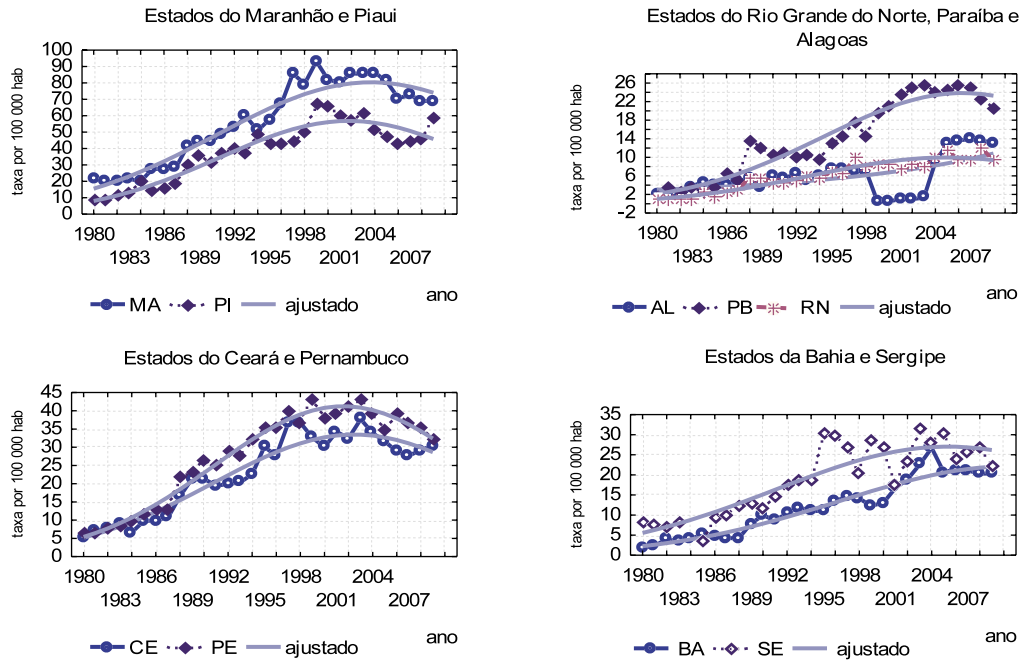 Estados do Maranhão e Piaui
taxa por 100 000 hab
100
90
80
70
60
50
40
30
20
10
0
1980 1986 1992 1998 2004
1983 1989 1995 2001 2007
ano
MA PI ajustado
Estados do Rio Grande do Norte, Paraíba e
Alagoas
taxa por 100 000 hab
26
22
18
14
10
6
2
-2
1980 1986 1992 1998 2004
1983 1989 1995 2001 2007
ano
AL PB RN ajustado
Estados do Ceará e Pernambuco
taxa por 100 000 hab
45
40
35
30
25
20
15
10
5
0
1980 1986 1992 1998 2004
1983 1989 1995 2001 2007
ano
CE PE ajustado
Estados da Bahia e Sergipe
taxa por 100 000 hab
35
30
25
20
15
10
5
0
1980 1986 1992 1998 2004
1983 1989 1995 2001 2007
ano
BA SE ajustado